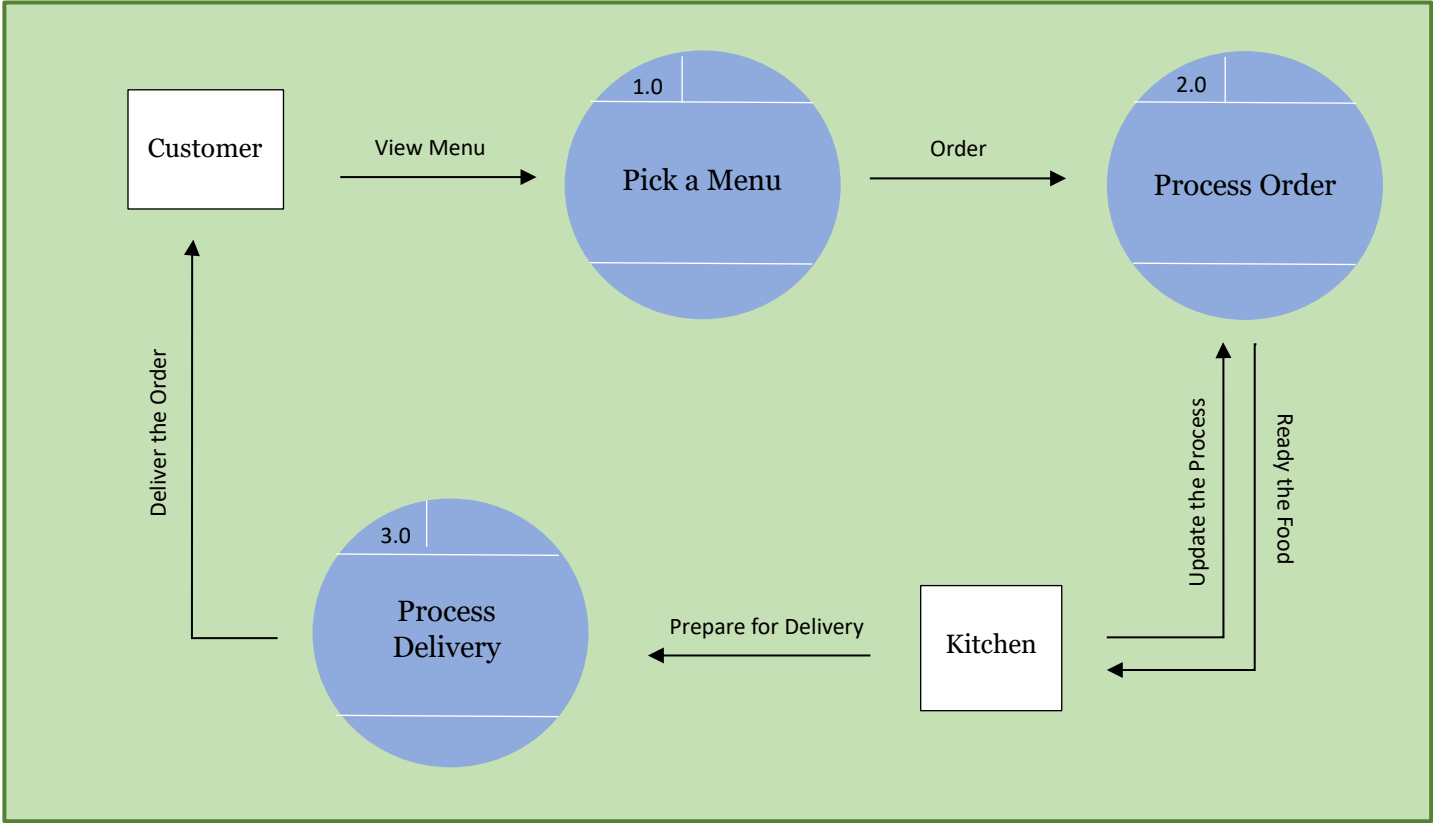 1.0
2.0
Customer
View Menu
Pick a Menu
Order
Process Order
Deliver the Order
Update the Process
Ready the Food
3.0
Process
Delivery
Prepare for Delivery
Kitchen